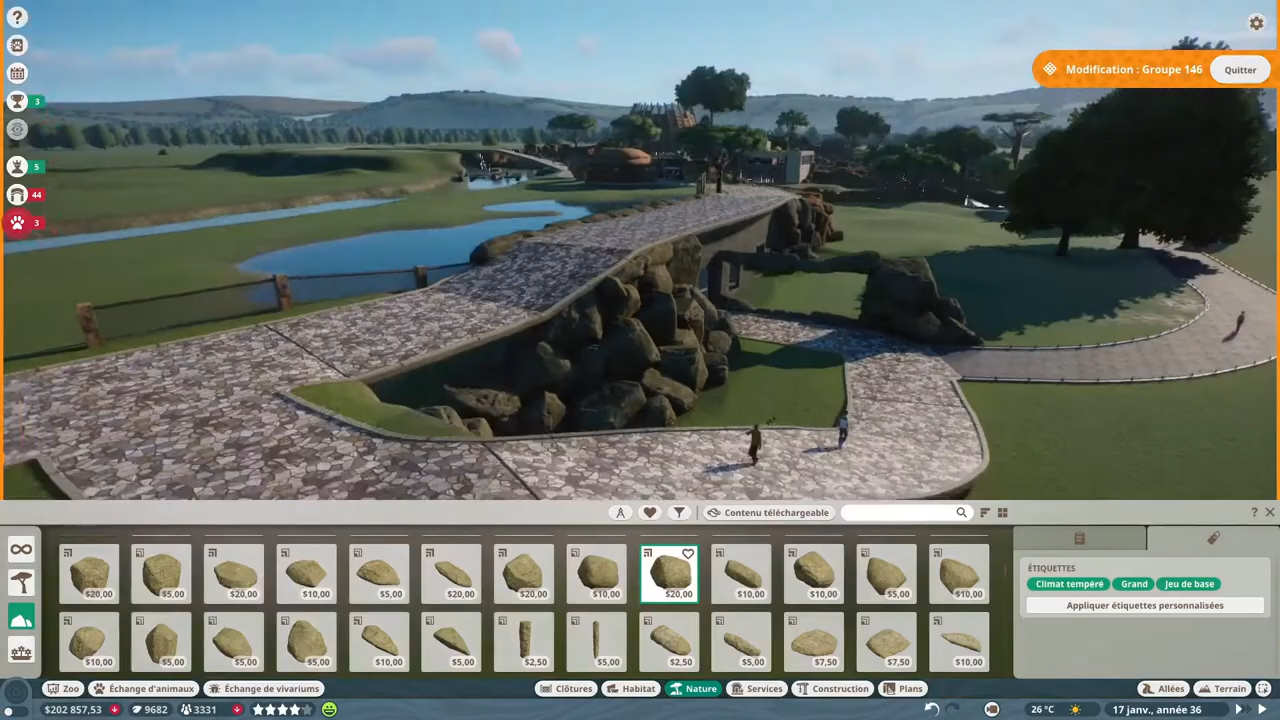 ?
Modification : Groupe 146 Quitter
3
5
44
3
Contenu téléchargeable
? ×
$20,00 $5,00 $20,00 $10,00 $5,00 $20,00 $20,00 $10,00 $20,00 $10,00 $10,00 $5,00 $10,00
ÉTIQUETTES
Climat tempéré Grand Jeu de base
Appliquer étiquettes personnalisées
$10,00 $5,00 $5,00 $5,00 $10,00 $5,00 $2,50 $5,00 $2,50 $5,00 $7,50 $7,50 $10,00
Zoo Échange d'animaux Échange de vivariums Clôtures Habitat Nature Services Construction Plans Allées Terrain
$202 857,53 9682 3331 26 °C 17 janv., année 36